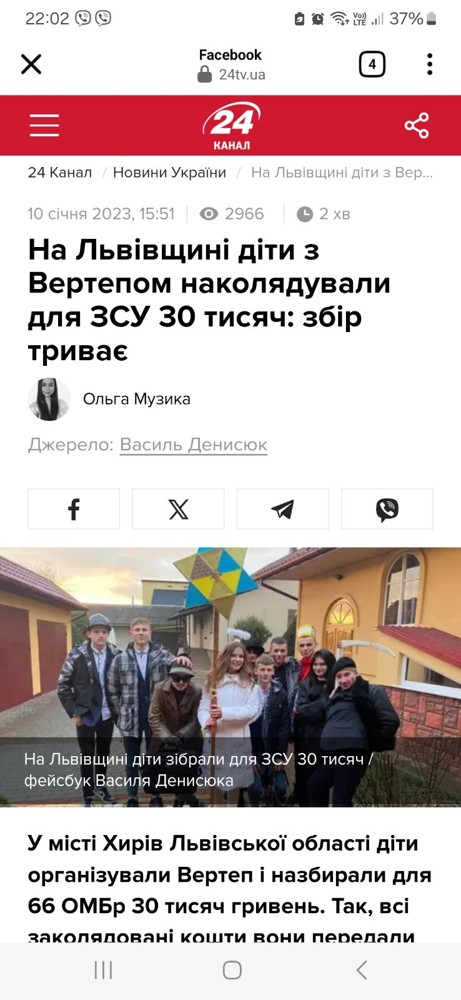 22:02
Vo))
LTE
37%
Facebook
24tv.ua
4
24
КАНАЛ
24 Канал / Новини України / На Львівщині діти з Вер...
10 січня 2023, 15:51 2966 2 хв
На Львівщині діти з
Вертепом наколядували
для ЗСУ 30 тисяч: збір
триває
Ольга Музика
Джерело: Василь Денисюк
На Львівщині діти зібрали для ЗСУ 30 тисяч /
фейсбук Василя Денисюка
У місті Хирів Львівської області діти
організували Вертеп і назбирали для
66 ОМБр 30 тисяч гривень. Так, всі
заколядовані кошти вони передали